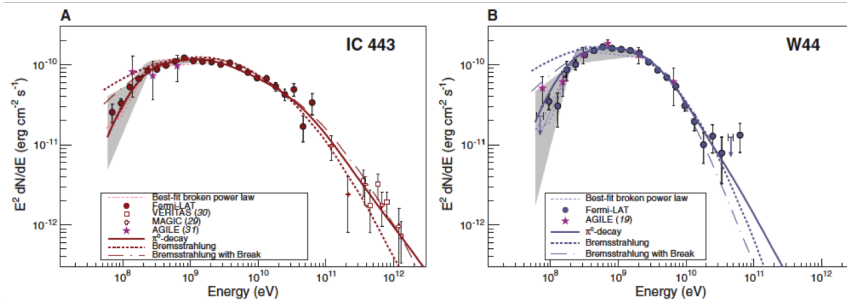 A
IC 443
E² dN/dE (erg cm⁻² s⁻¹)
10⁻¹⁰
10⁻¹¹
10⁻¹²
Best-fit broken power law
Fermi-LAT
VERITAS (30)
MAGIC (29)
AGILE (31)
π⁰-decay
Bremsstrahlung
Bremsstrahlung with Break
10⁸ 10⁹ 10¹⁰ 10¹¹ 10¹²
Energy (eV)
B
W44
E² dN/dE (erg cm⁻² s⁻¹)
10⁻¹⁰
10⁻¹¹
10⁻¹²
Best-fit broken power law
Fermi-LAT
AGILE (19)
π⁰-decay
Bremsstrahlung
Bremsstrahlung with Break
10⁸ 10⁹ 10¹⁰ 10¹¹ 10¹²
Energy (eV)